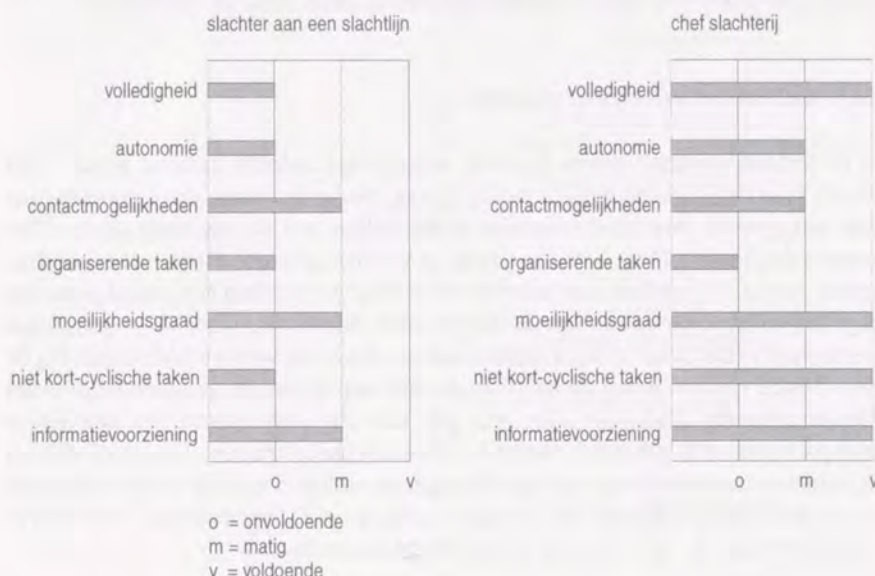 slachter aan een slachtlijn
volledigheid
autonomie
contactmogelijkheden
organiserende taken
moeilijkheidsgraad
niet kort-cyclische taken
informatievoorziening
o m v
o = onvoldoende
m = matig
v = voldoende
chef slachterij
volledigheid
autonomie
contactmogelijkheden
organiserende taken
moeilijkheidsgraad
niet kort-cyclische taken
informatievoorziening
o m v